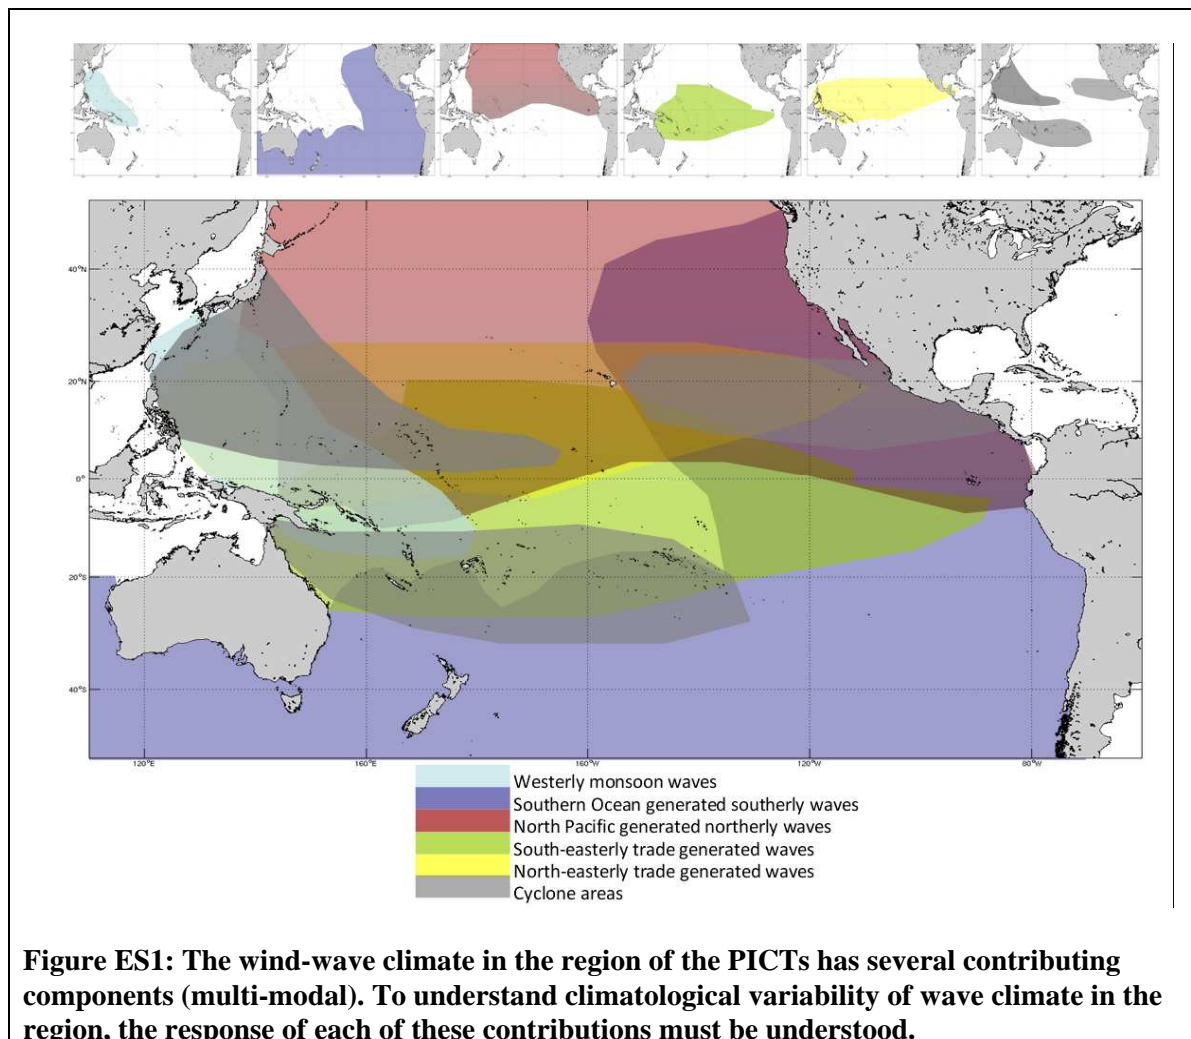 40°N
20°N
0°
20°S
40°S
120°E 160°E 160°W 120°W 80°W
Westerly monsoon waves
Southern Ocean generated southerly waves
North Pacific generated northerly waves
South-easterly trade generated waves
North-easterly trade generated waves
Cyclone areas
Figure ES1: The wind-wave climate in the region of the PICTs has several contributing
components (multi-modal). To understand climatological variability of wave climate in the
region, the response of each of these contributions must be understood.